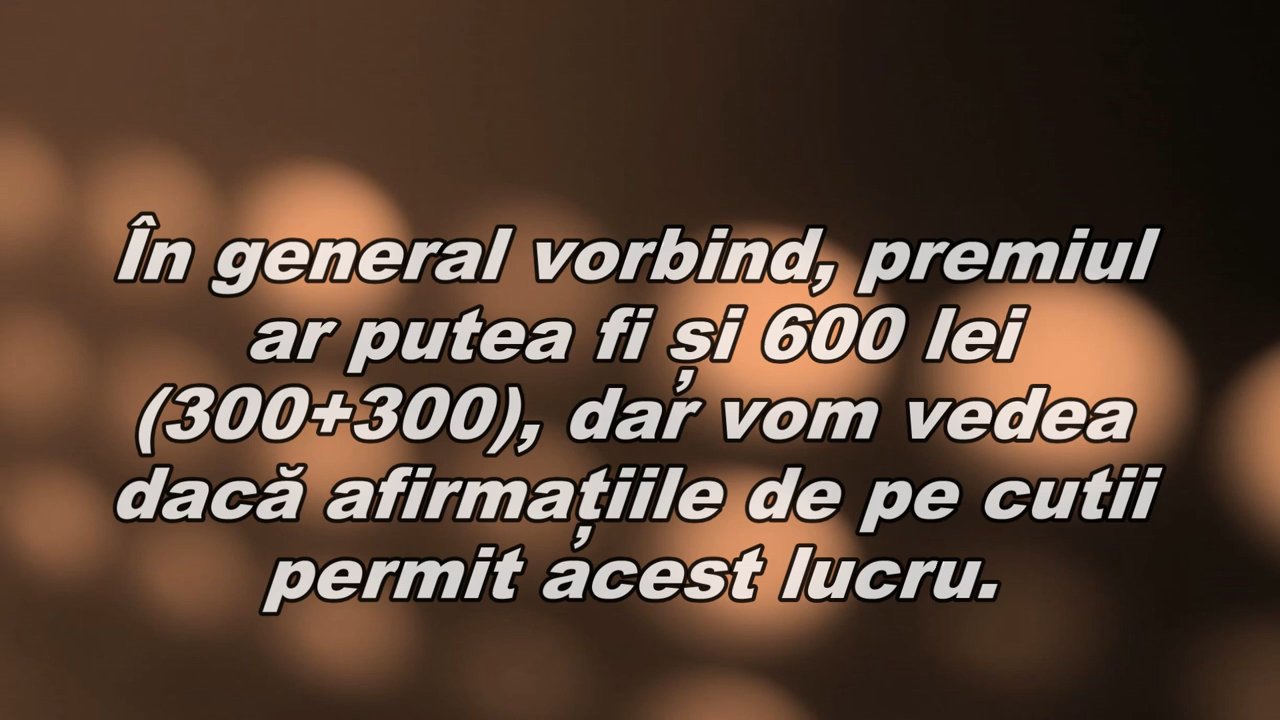 În general vorbind, premiul
ar putea fi și 600 lei
(300+300), dar vom vedea
dacă afirmațiile de pe cutii
permit acest lucru.